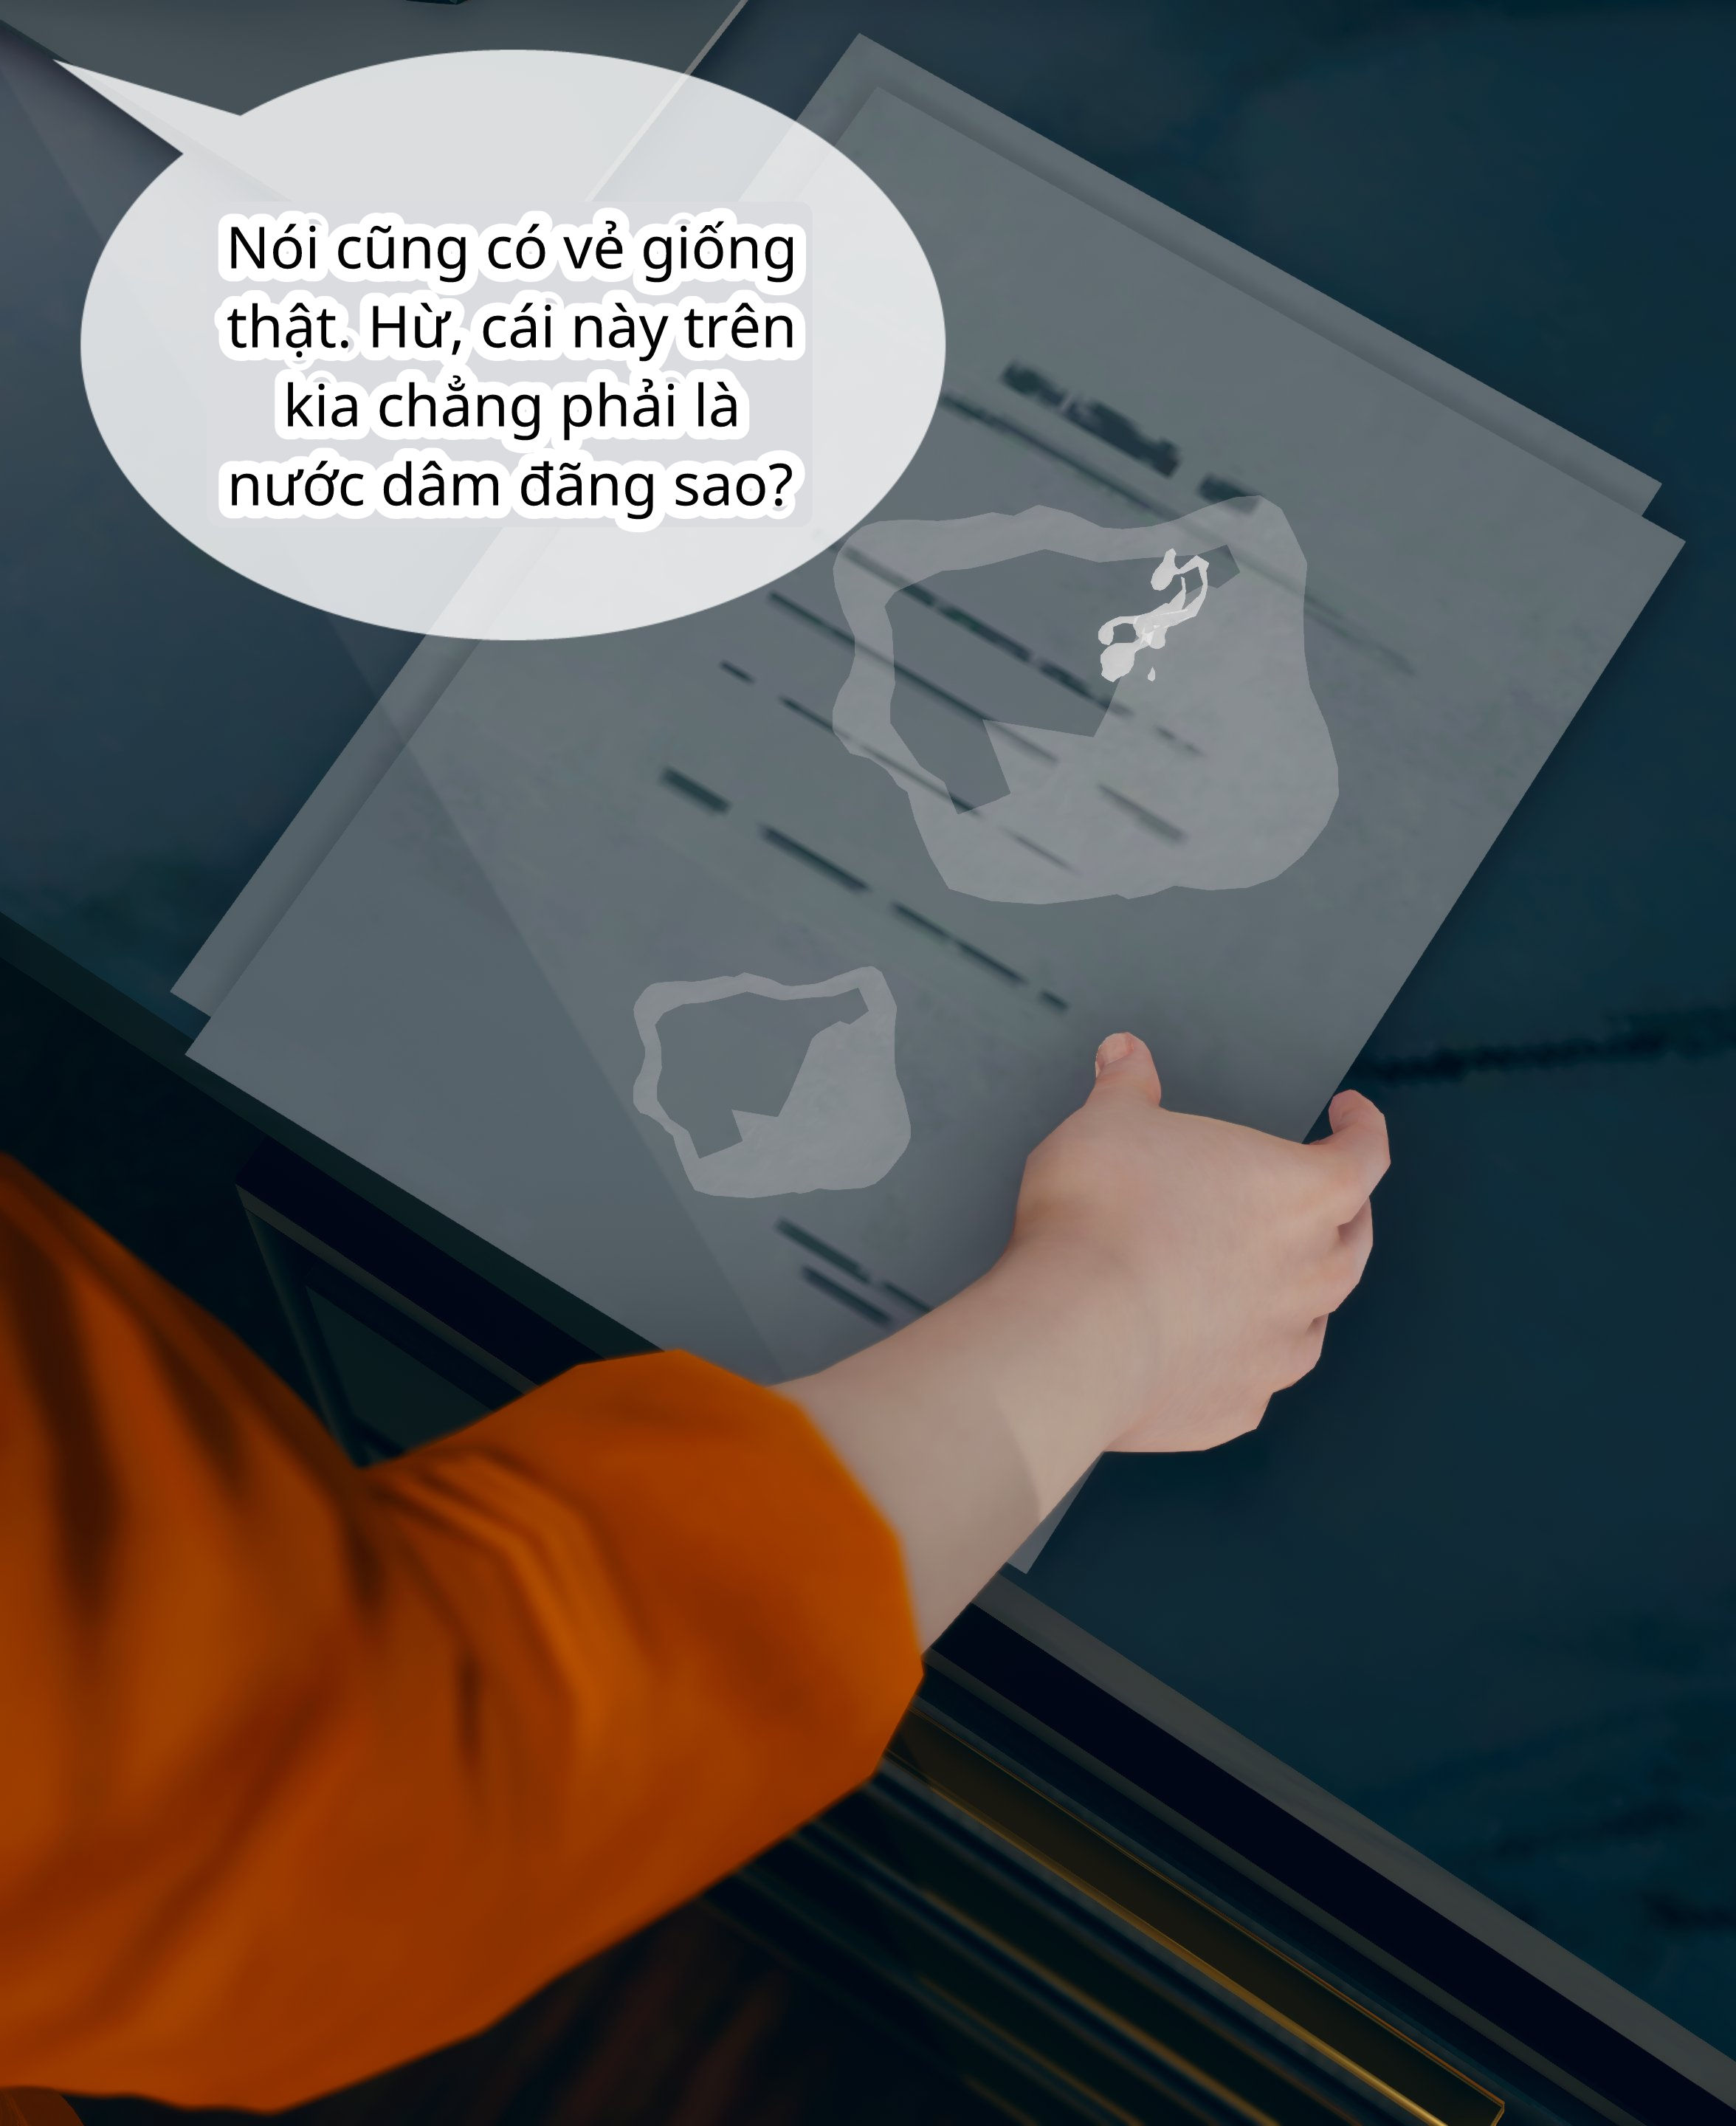 Nói cũng có vẻ giống
thật. Hừ, cái này trên
kia chẳng phải là
nước dâm đãng sao?